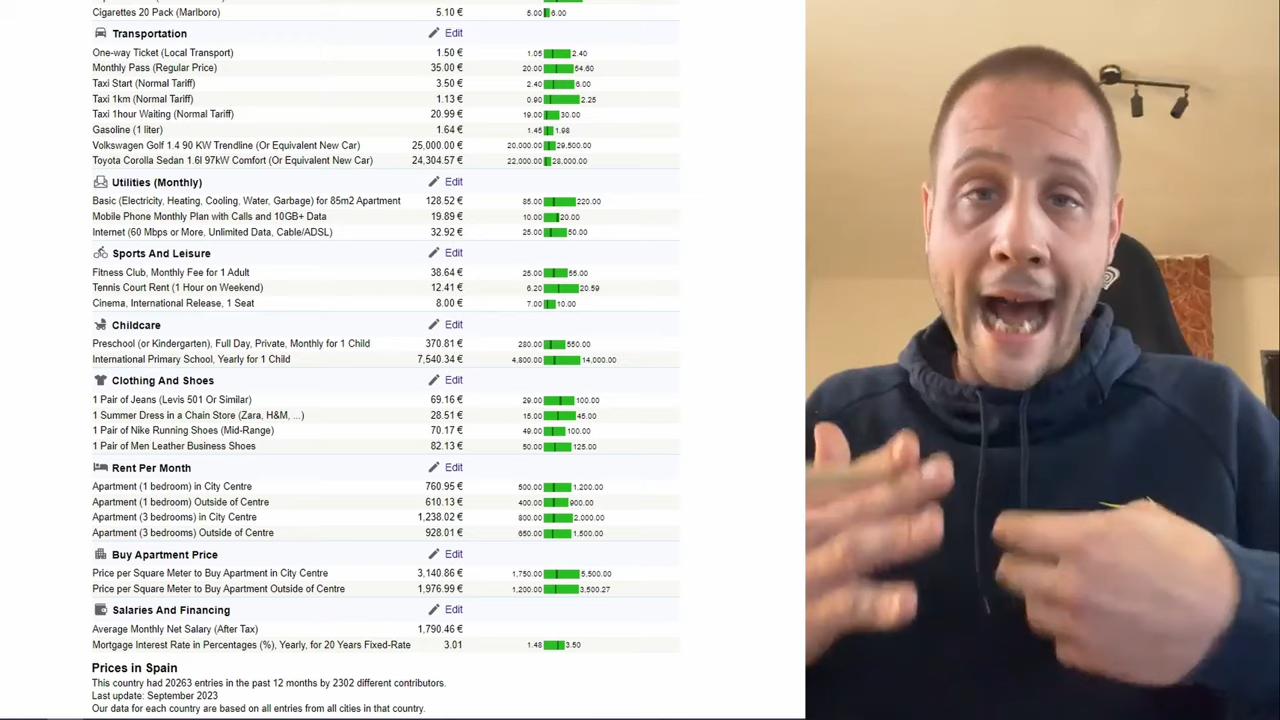 Cigarettes 20 Pack (Marlboro) 5.10 € 5.00 6.00
Transportation Edit
One-way Ticket (Local Transport) 1.50 € 1.05 2.40
Monthly Pass (Regular Price) 35.00 € 20.00 54.60
Taxi Start (Normal Tariff) 3.50 € 2.40 6.00
Taxi 1km (Normal Tariff) 1.13 € 0.90 2.25
Taxi 1hour Waiting (Normal Tariff) 20.99 € 19.00 30.00
Gasoline (1 liter) 1.64 € 1.45 1.98
Volkswagen Golf 1.4 90 KW Trendline (Or Equivalent New Car) 25,000.00 € 20,000.00 29,500.00
Toyota Corolla Sedan 1.6l 97kW Comfort (Or Equivalent New Car) 24,304.57 € 22,000.00 28,000.00
Utilities (Monthly) Edit
Basic (Electricity, Heating, Cooling, Water, Garbage) for 85m2 Apartment 128.52 € 85.00 220.00
Mobile Phone Monthly Plan with Calls and 10GB+ Data 19.89 € 10.00 20.00
Internet (60 Mbps or More, Unlimited Data, Cable/ADSL) 32.92 € 25.00 50.00
Sports And Leisure Edit
Fitness Club, Monthly Fee for 1 Adult 38.64 € 25.00 55.00
Tennis Court Rent (1 Hour on Weekend) 12.41 € 6.20 20.59
Cinema, International Release, 1 Seat 8.00 € 7.00 10.00
Childcare Edit
Preschool (or Kindergarten), Full Day, Private, Monthly for 1 Child 370.81 € 280.00 550.00
International Primary School, Yearly for 1 Child 7,540.34 € 4,800.00 14,000.00
Clothing And Shoes Edit
1 Pair of Jeans (Levis 501 Or Similar) 69.16 € 29.00 100.00
1 Summer Dress in a Chain Store (Zara, H&M, ...) 28.51 € 15.00 45.00
1 Pair of Nike Running Shoes (Mid-Range) 70.17 € 49.00 100.00
1 Pair of Men Leather Business Shoes 82.13 € 50.00 125.00
Rent Per Month Edit
Apartment (1 bedroom) in City Centre 760.95 € 500.00 1,200.00
Apartment (1 bedroom) Outside of Centre 610.13 € 400.00 900.00
Apartment (3 bedrooms) in City Centre 1,238.02 € 800.00 2,000.00
Apartment (3 bedrooms) Outside of Centre 928.01 € 650.00 1,500.00
Buy Apartment Price Edit
Price per Square Meter to Buy Apartment in City Centre 3,140.86 € 1,750.00 5,500.00
Price per Square Meter to Buy Apartment Outside of Centre 1,976.99 € 1,200.00 3,500.27
Salaries And Financing Edit
Average Monthly Net Salary (After Tax) 1,790.46 €
Mortgage Interest Rate in Percentages (%), Yearly, for 20 Years Fixed-Rate 3.01 1.48 3.50
Prices in Spain
This country had 20263 entries in the past 12 months by 2302 different contributors.
Last update: September 2023
Our data for each country are based on all entries from all cities in that country.